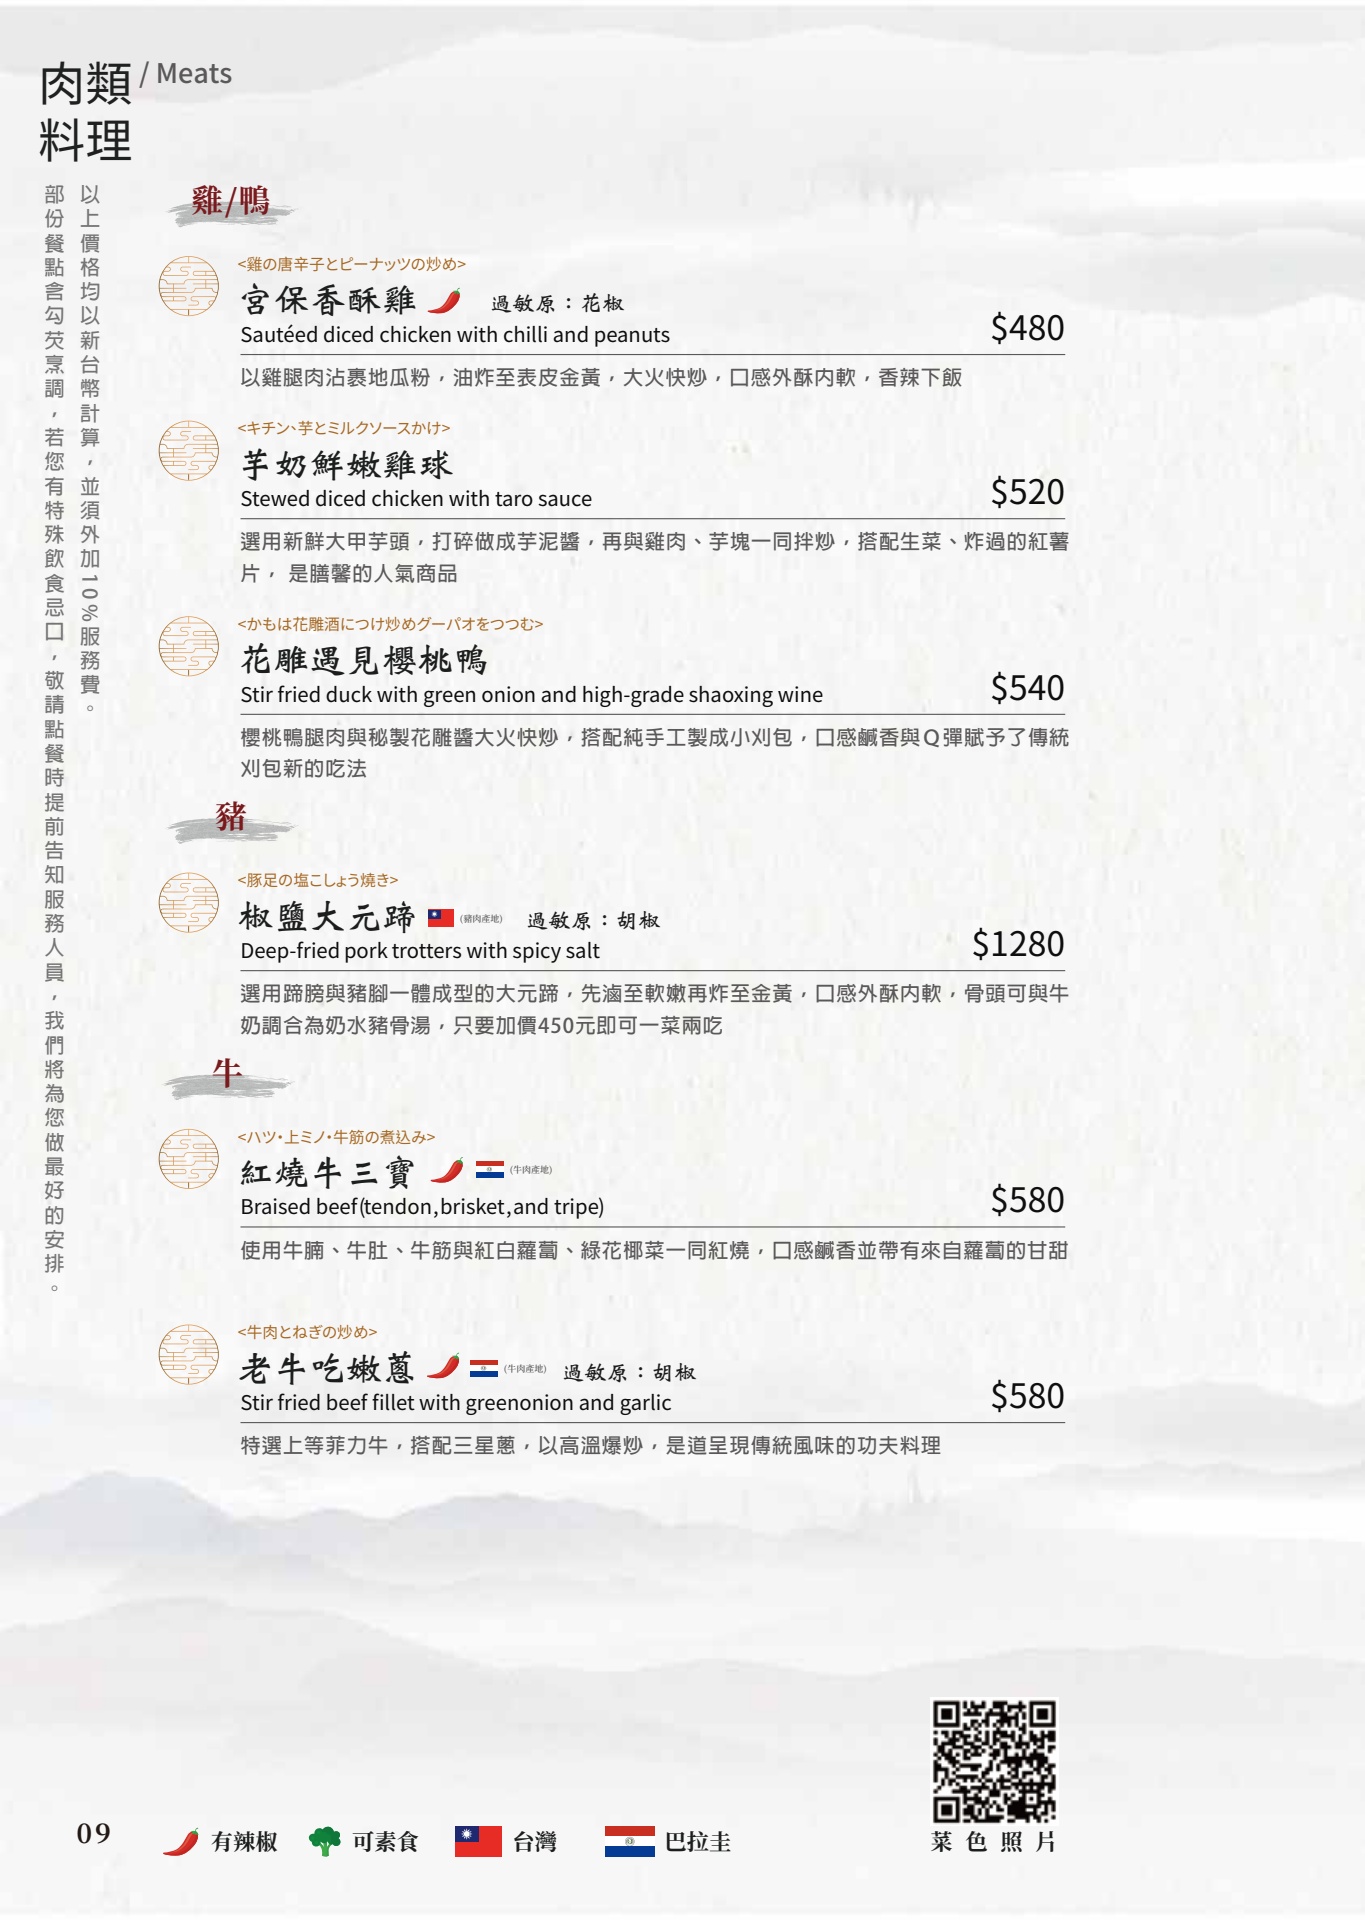 肉類 / Meats
料理
以上價格均以新台幣計算，並須外加10%服務費。
部份餐點含勾芡烹調，若您有特殊飲食忌口，敬請點餐時提前告知服務人員，我們將為您做最好的安排。
雞/鴨
<雞の唐辛子とピーナッツの炒め>
宮保香酥雞 過敏原：花椒
Sautéed diced chicken with chilli and peanuts $480
以雞腿肉沾裹地瓜粉，油炸至表皮金黃，大火快炒，口感外酥內軟，香辣下飯
<キチン、芋とミルクソースかけ>
芋奶鮮嫩雞球
Stewed diced chicken with taro sauce $520
選用新鮮大甲芋頭，打碎做成芋泥醬，再與雞肉、芋塊一同拌炒，搭配生菜、炸過的紅薯
片， 是膳馨的人氣商品
<かもは花雕酒につけ炒めグーパオをつつむ>
花雕遇見櫻桃鴨
Stir fried duck with green onion and high-grade shaoxing wine $540
櫻桃鴨腿肉與秘製花雕醬大火快炒，搭配純手工製成小刈包，口感鹹香與Q彈賦予了傳統
刈包新的吃法
豬
<豚足の塩こしょう焼き>
椒鹽大元蹄 (豬肉產地) 過敏原：胡椒
Deep-fried pork trotters with spicy salt $1280
選用蹄膀與豬腳一體成型的大元蹄，先滷至軟嫩再炸至金黃，口感外酥內軟，骨頭可與牛
奶調合為奶水豬骨湯，只要加價450元即可一菜兩吃
牛
<ハツ・上ミノ・牛筋の煮込み>
紅燒牛三寶 (牛肉產地)
Braised beef(tendon,brisket,and tripe) $580
使用牛腩、牛肚、牛筋與紅白蘿蔔、綠花椰菜一同紅燒，口感鹹香並帶有來自蘿蔔的甘甜
<牛肉とねぎの炒め>
老牛吃嫩蔥 (牛肉產地) 過敏原：胡椒
Stir fried beef fillet with greenonion and garlic $580
特選上等菲力牛，搭配三星蔥，以高溫爆炒，是道呈現傳統風味的功夫料理
09 有辣椒 可素食 台灣 巴拉圭 菜色照片